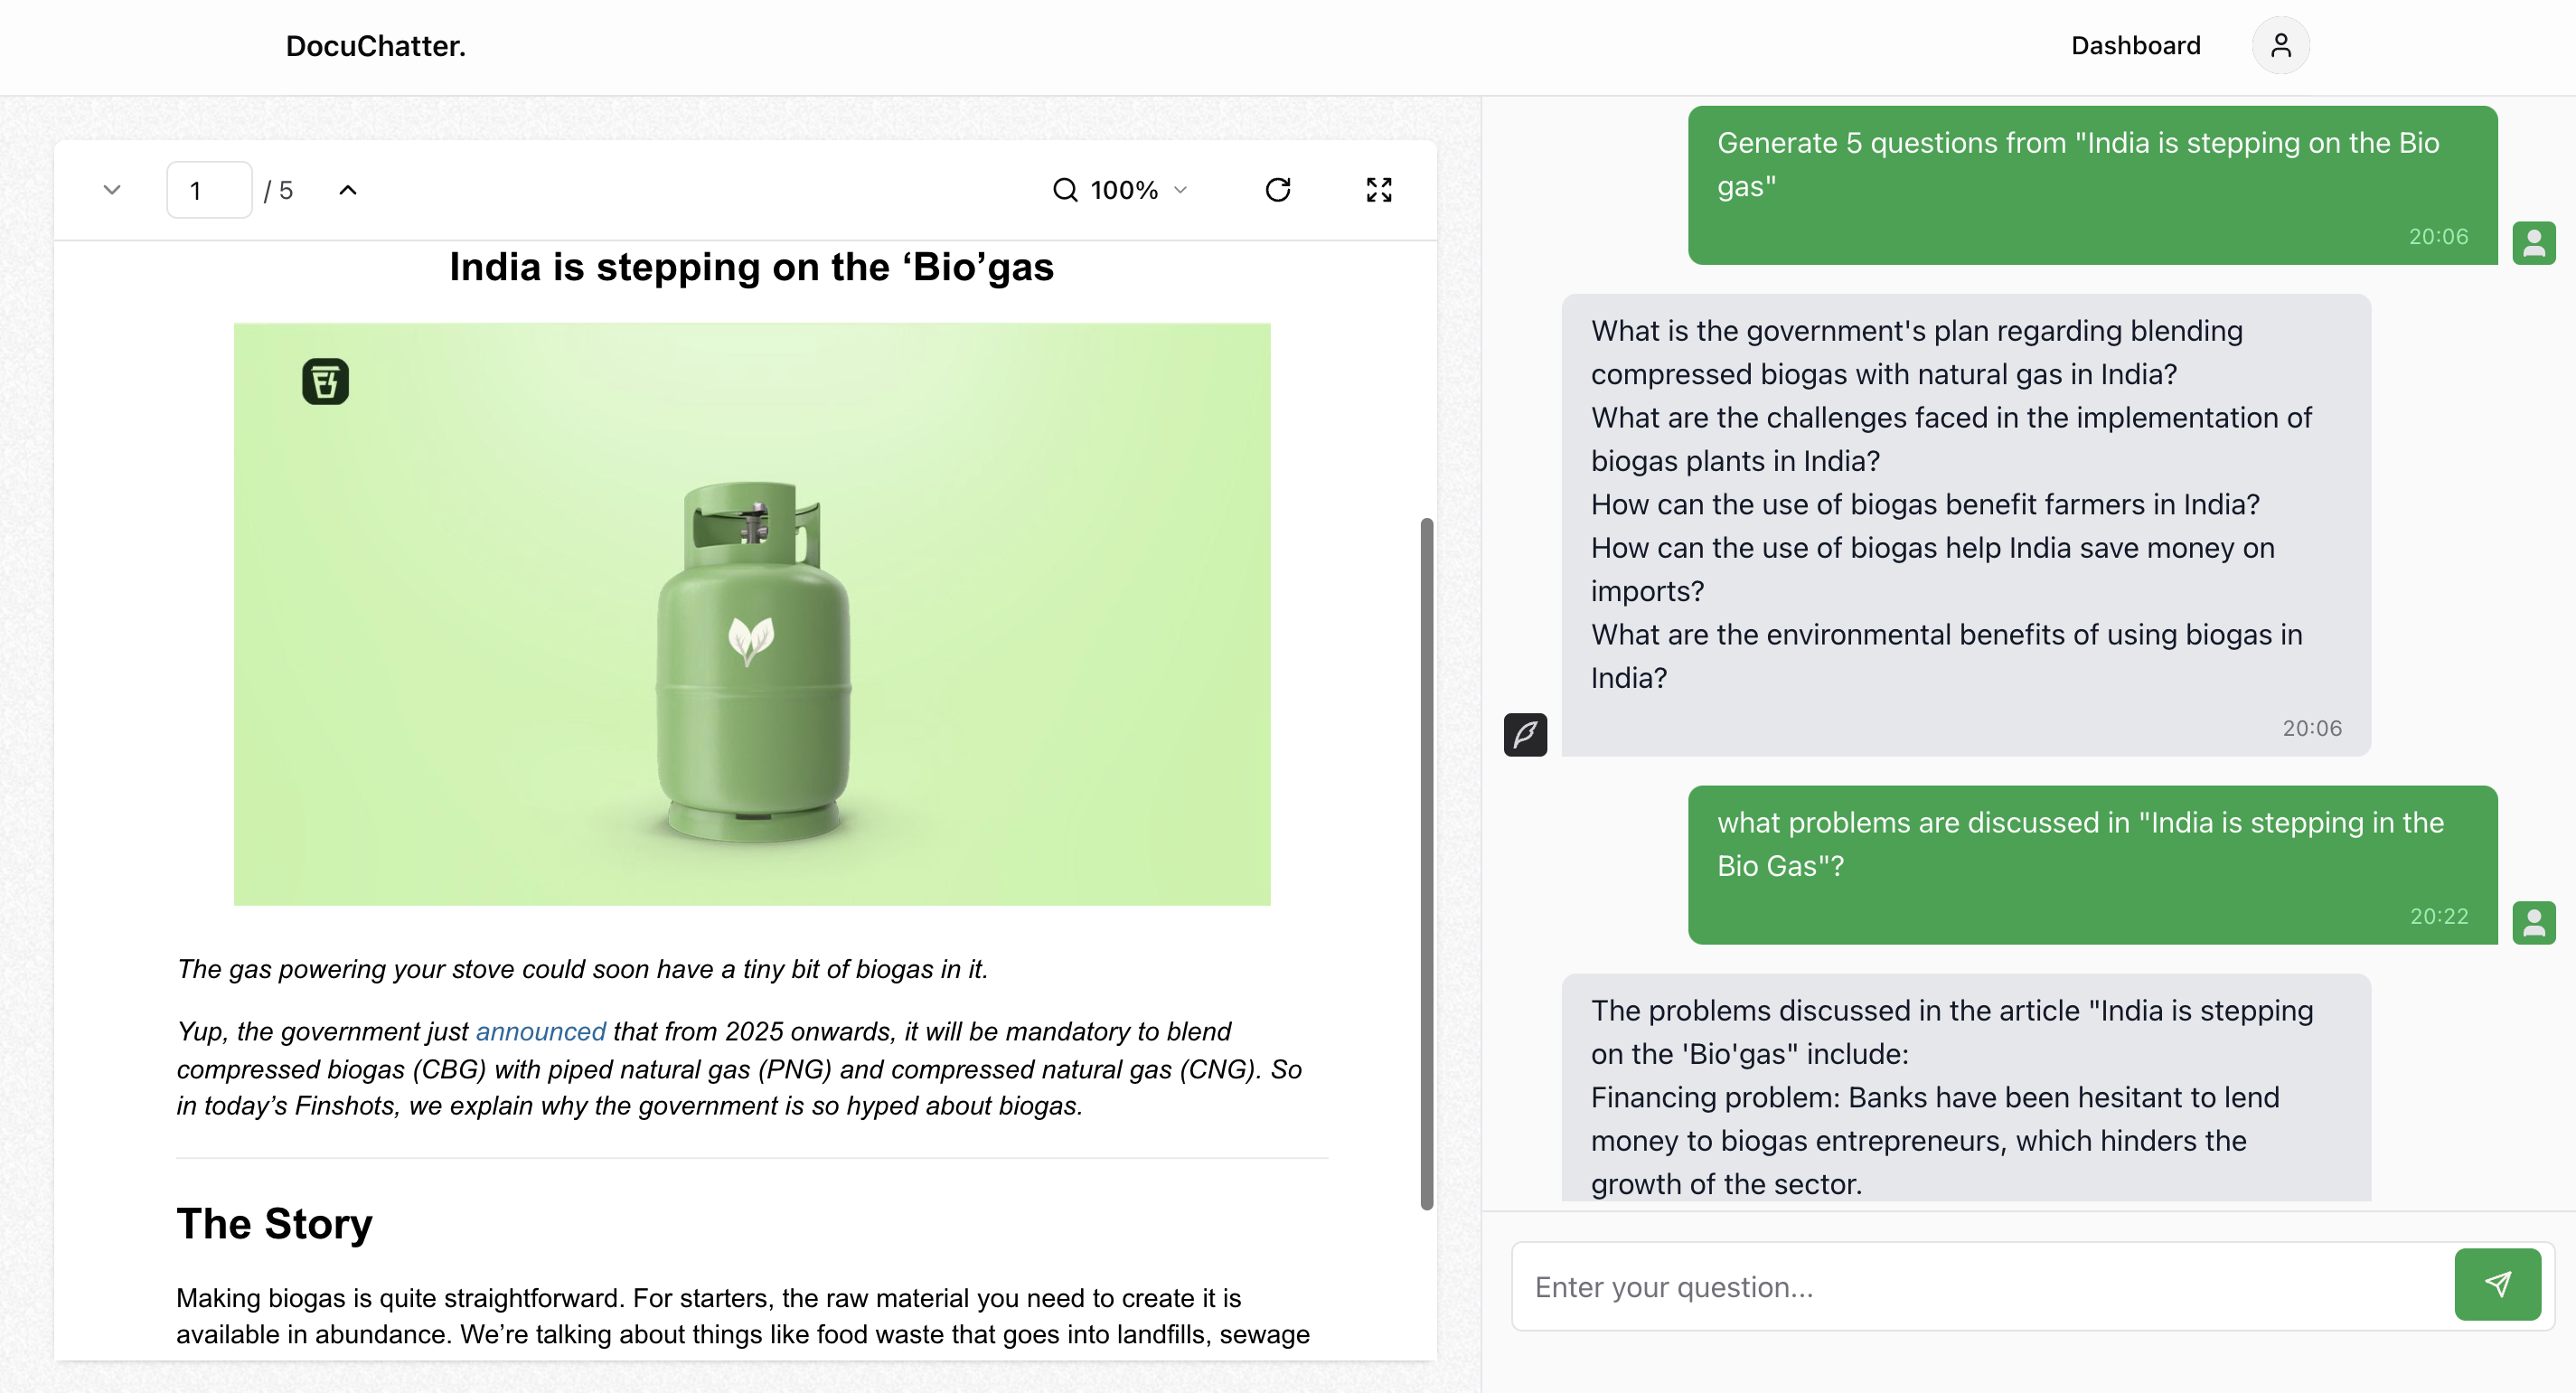 DocuChatter.
Dashboard
1 / 5
100%
India is stepping on the ‘Bio’gas
The gas powering your stove could soon have a tiny bit of biogas in it.
Yup, the government just announced that from 2025 onwards, it will be mandatory to blend
compressed biogas (CBG) with piped natural gas (PNG) and compressed natural gas (CNG). So
in today’s Finshots, we explain why the government is so hyped about biogas.
The Story
Making biogas is quite straightforward. For starters, the raw material you need to create it is
available in abundance. We’re talking about things like food waste that goes into landfills, sewage
Generate 5 questions from "India is stepping on the Bio
gas"
20:06
What is the government's plan regarding blending
compressed biogas with natural gas in India?
What are the challenges faced in the implementation of
biogas plants in India?
How can the use of biogas benefit farmers in India?
How can the use of biogas help India save money on
imports?
What are the environmental benefits of using biogas in
India?
20:06
what problems are discussed in "India is stepping in the
Bio Gas"?
20:22
The problems discussed in the article "India is stepping
on the 'Bio'gas" include:
Financing problem: Banks have been hesitant to lend
money to biogas entrepreneurs, which hinders the
growth of the sector.
Enter your question...